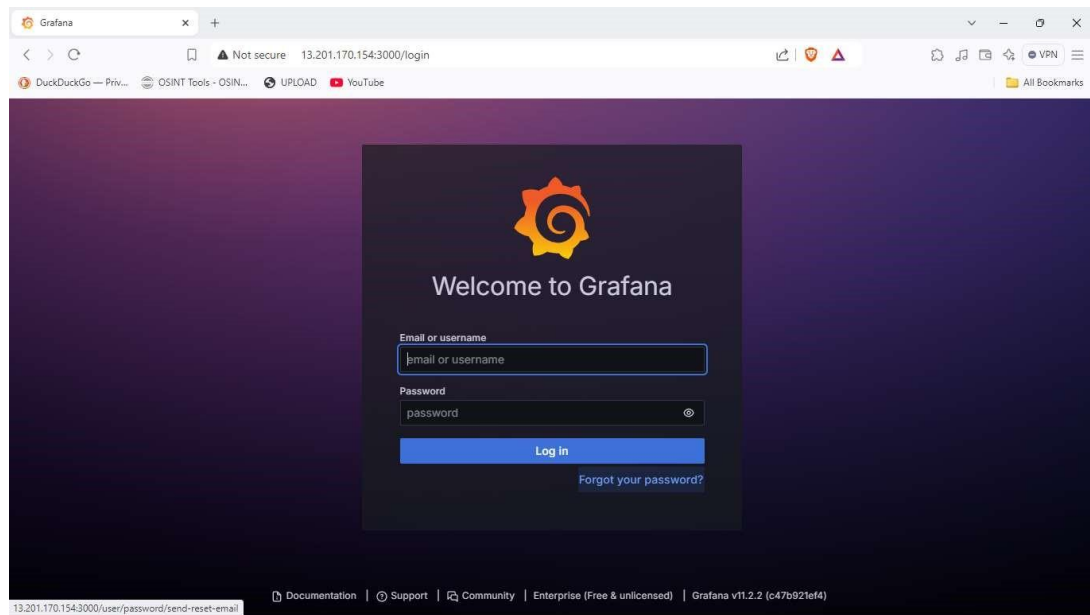 Grafana
Not secure 13.201.170.154:3000/login
VPN
DuckDuckGo — Priv... OSINT Tools - OSIN... UPLOAD YouTube All Bookmarks
Welcome to Grafana
Email or username
email or username
Password
password
Log in
Forgot your password?
Documentation | Support | Community | Enterprise (Free & unlicensed) | Grafana v11.2.2 (c47b921ef4)
13.201.170.154:3000/user/password/send-reset-email